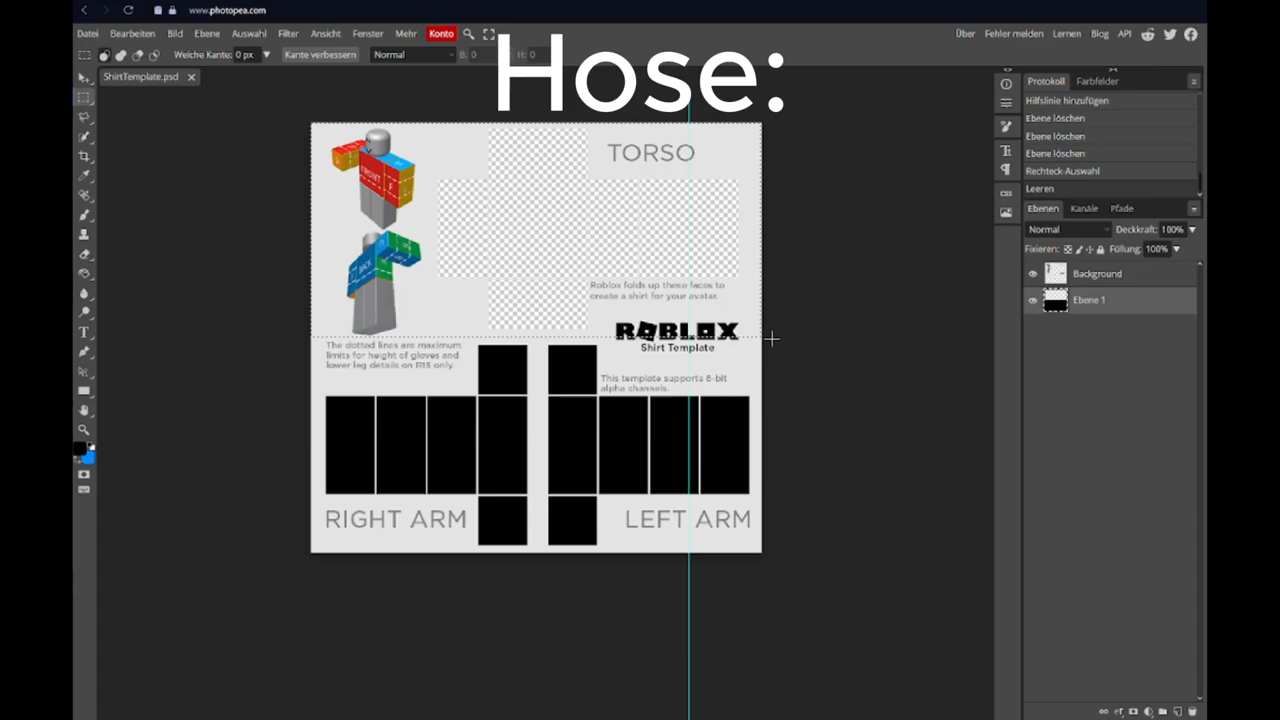 www.photopea.com
Datei Bearbeiten Bild Ebene Auswahl Filter Ansicht Fenster Mehr Konto Über Fehler melden Lernen Blog API
Weiche Kante: 0 px Kante verbessern Normal B: 0 H: 0
Hose:
ShirtTemplate.psd
Protokoll Farbfelder
Hilfslinie hinzufügen
Ebene löschen
Ebene löschen
Ebene löschen
Rechteck-Auswahl
Leeren
Ebenen Kanäle Pfade
Normal Deckkraft: 100%
Fixieren: Füllung: 100%
Background
Ebene 1
CSS
TORSO
FRONT
BACK
Roblox folds up these faces to
create a shirt for your avatar.
ROBLOX
Shirt Template
The dotted lines are maximum
limits for height of gloves and
lower leg details on R15 only.
This template supports 8-bit
alpha channels.
RIGHT ARM
LEFT ARM